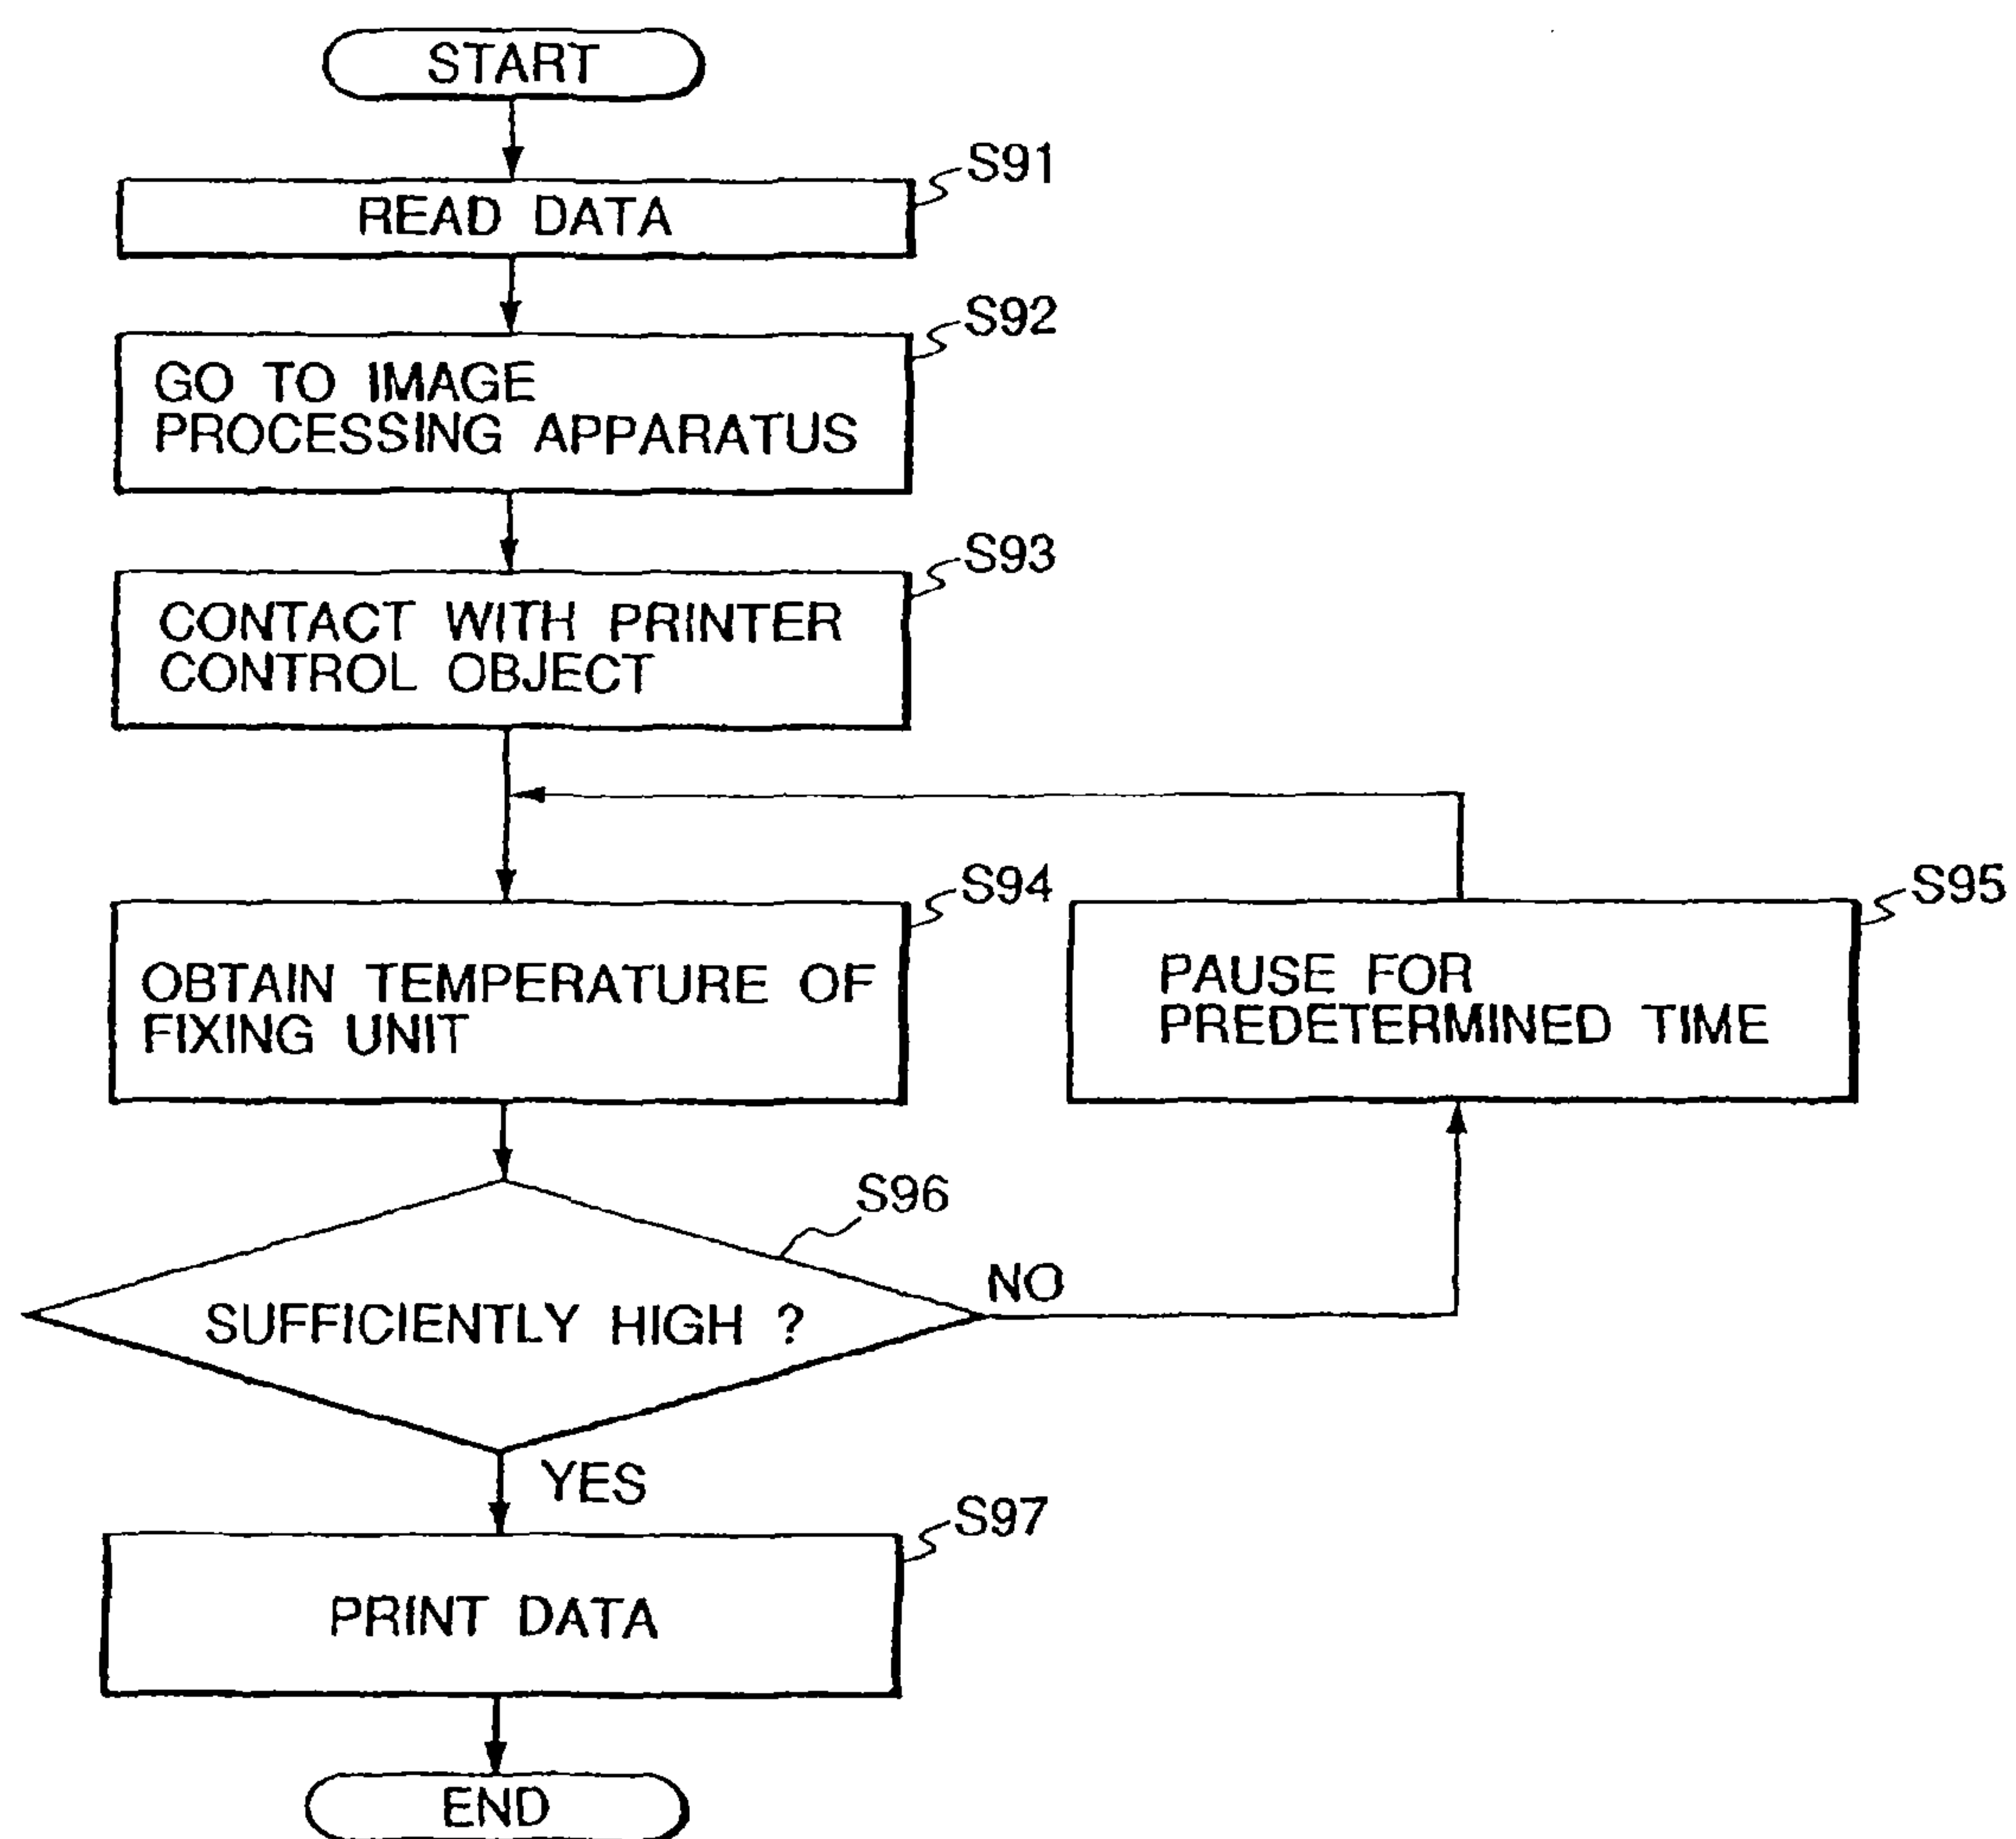 START
S91
READ DATA
S92
GO TO IMAGE
PROCESSING APPARATUS
S93
CONTACT WITH PRINTER
CONTROL OBJECT
S94
OBTAIN TEMPERATURE OF
FIXING UNIT
S95
PAUSE FOR
PREDETERMINED TIME
S96
SUFFICIENTLY HIGH ?
NO
YES
S97
PRINT DATA
END